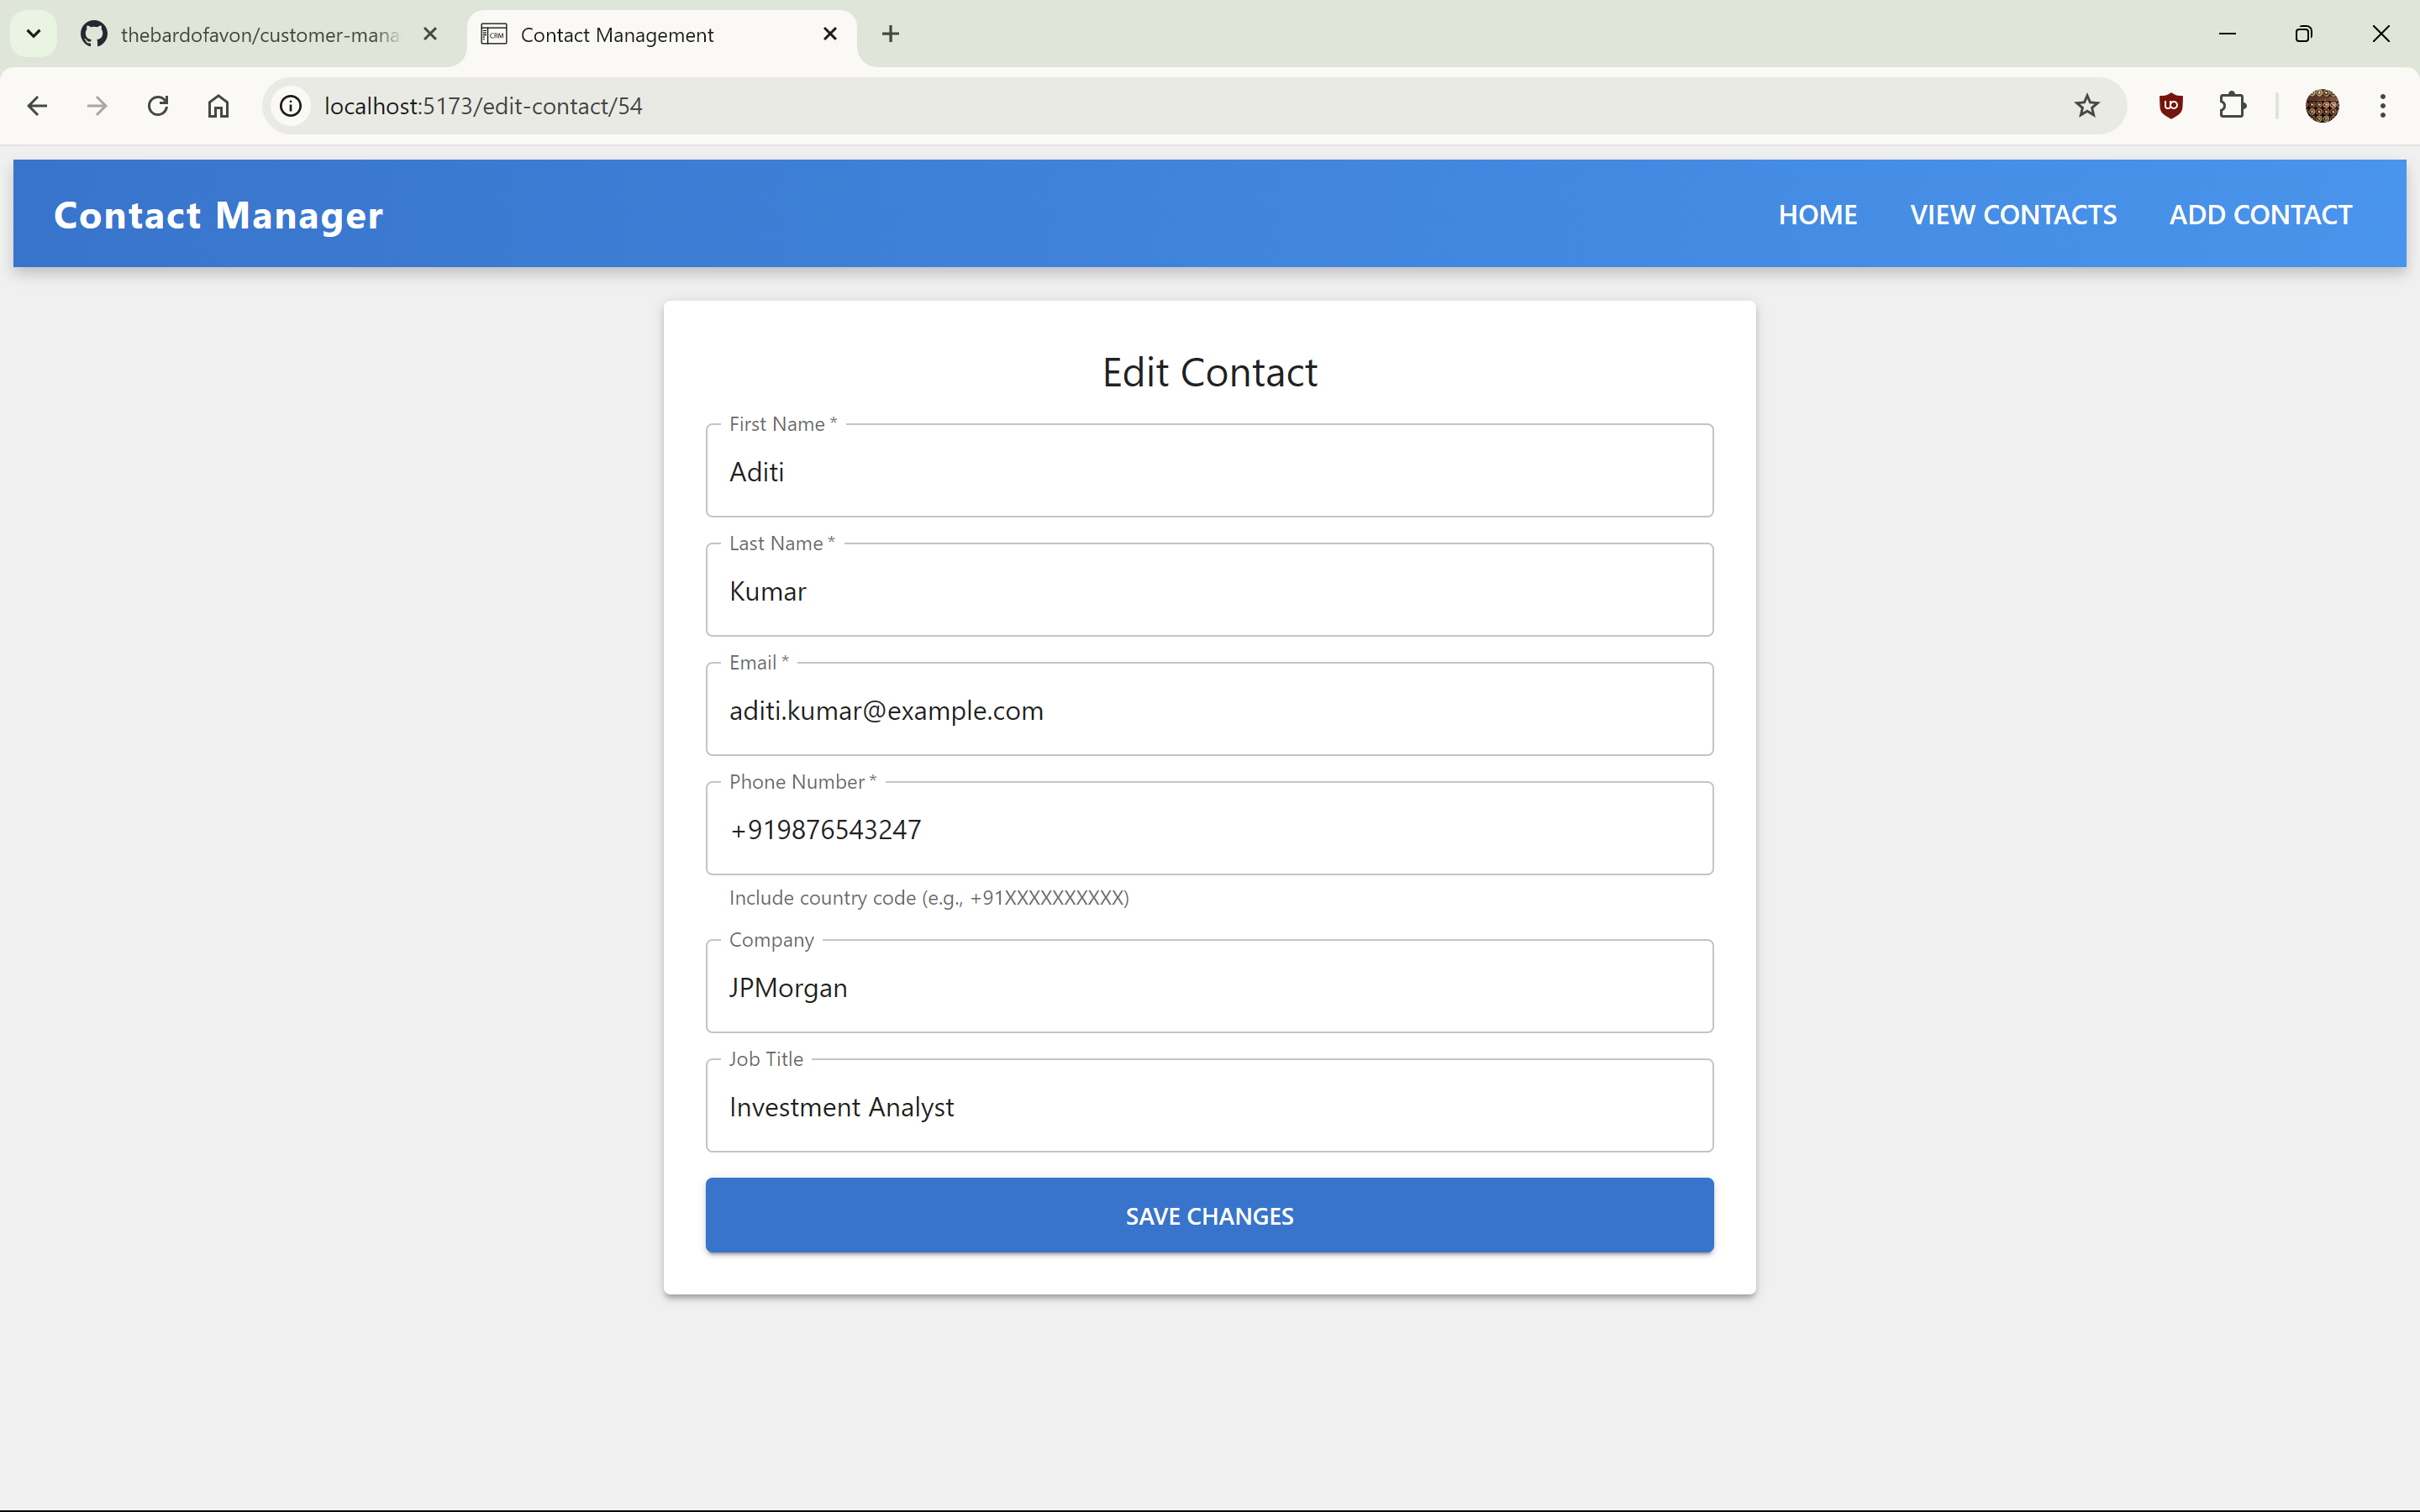 thebardofavon/customer-mana
Contact Management
localhost:5173/edit-contact/54
Contact Manager
HOME
VIEW CONTACTS
ADD CONTACT
Edit Contact
First Name *
Aditi
Last Name *
Kumar
Email *
aditi.kumar@example.com
Phone Number *
+919876543247
Include country code (e.g., +91XXXXXXXXXX)
Company
JPMorgan
Job Title
Investment Analyst
SAVE CHANGES